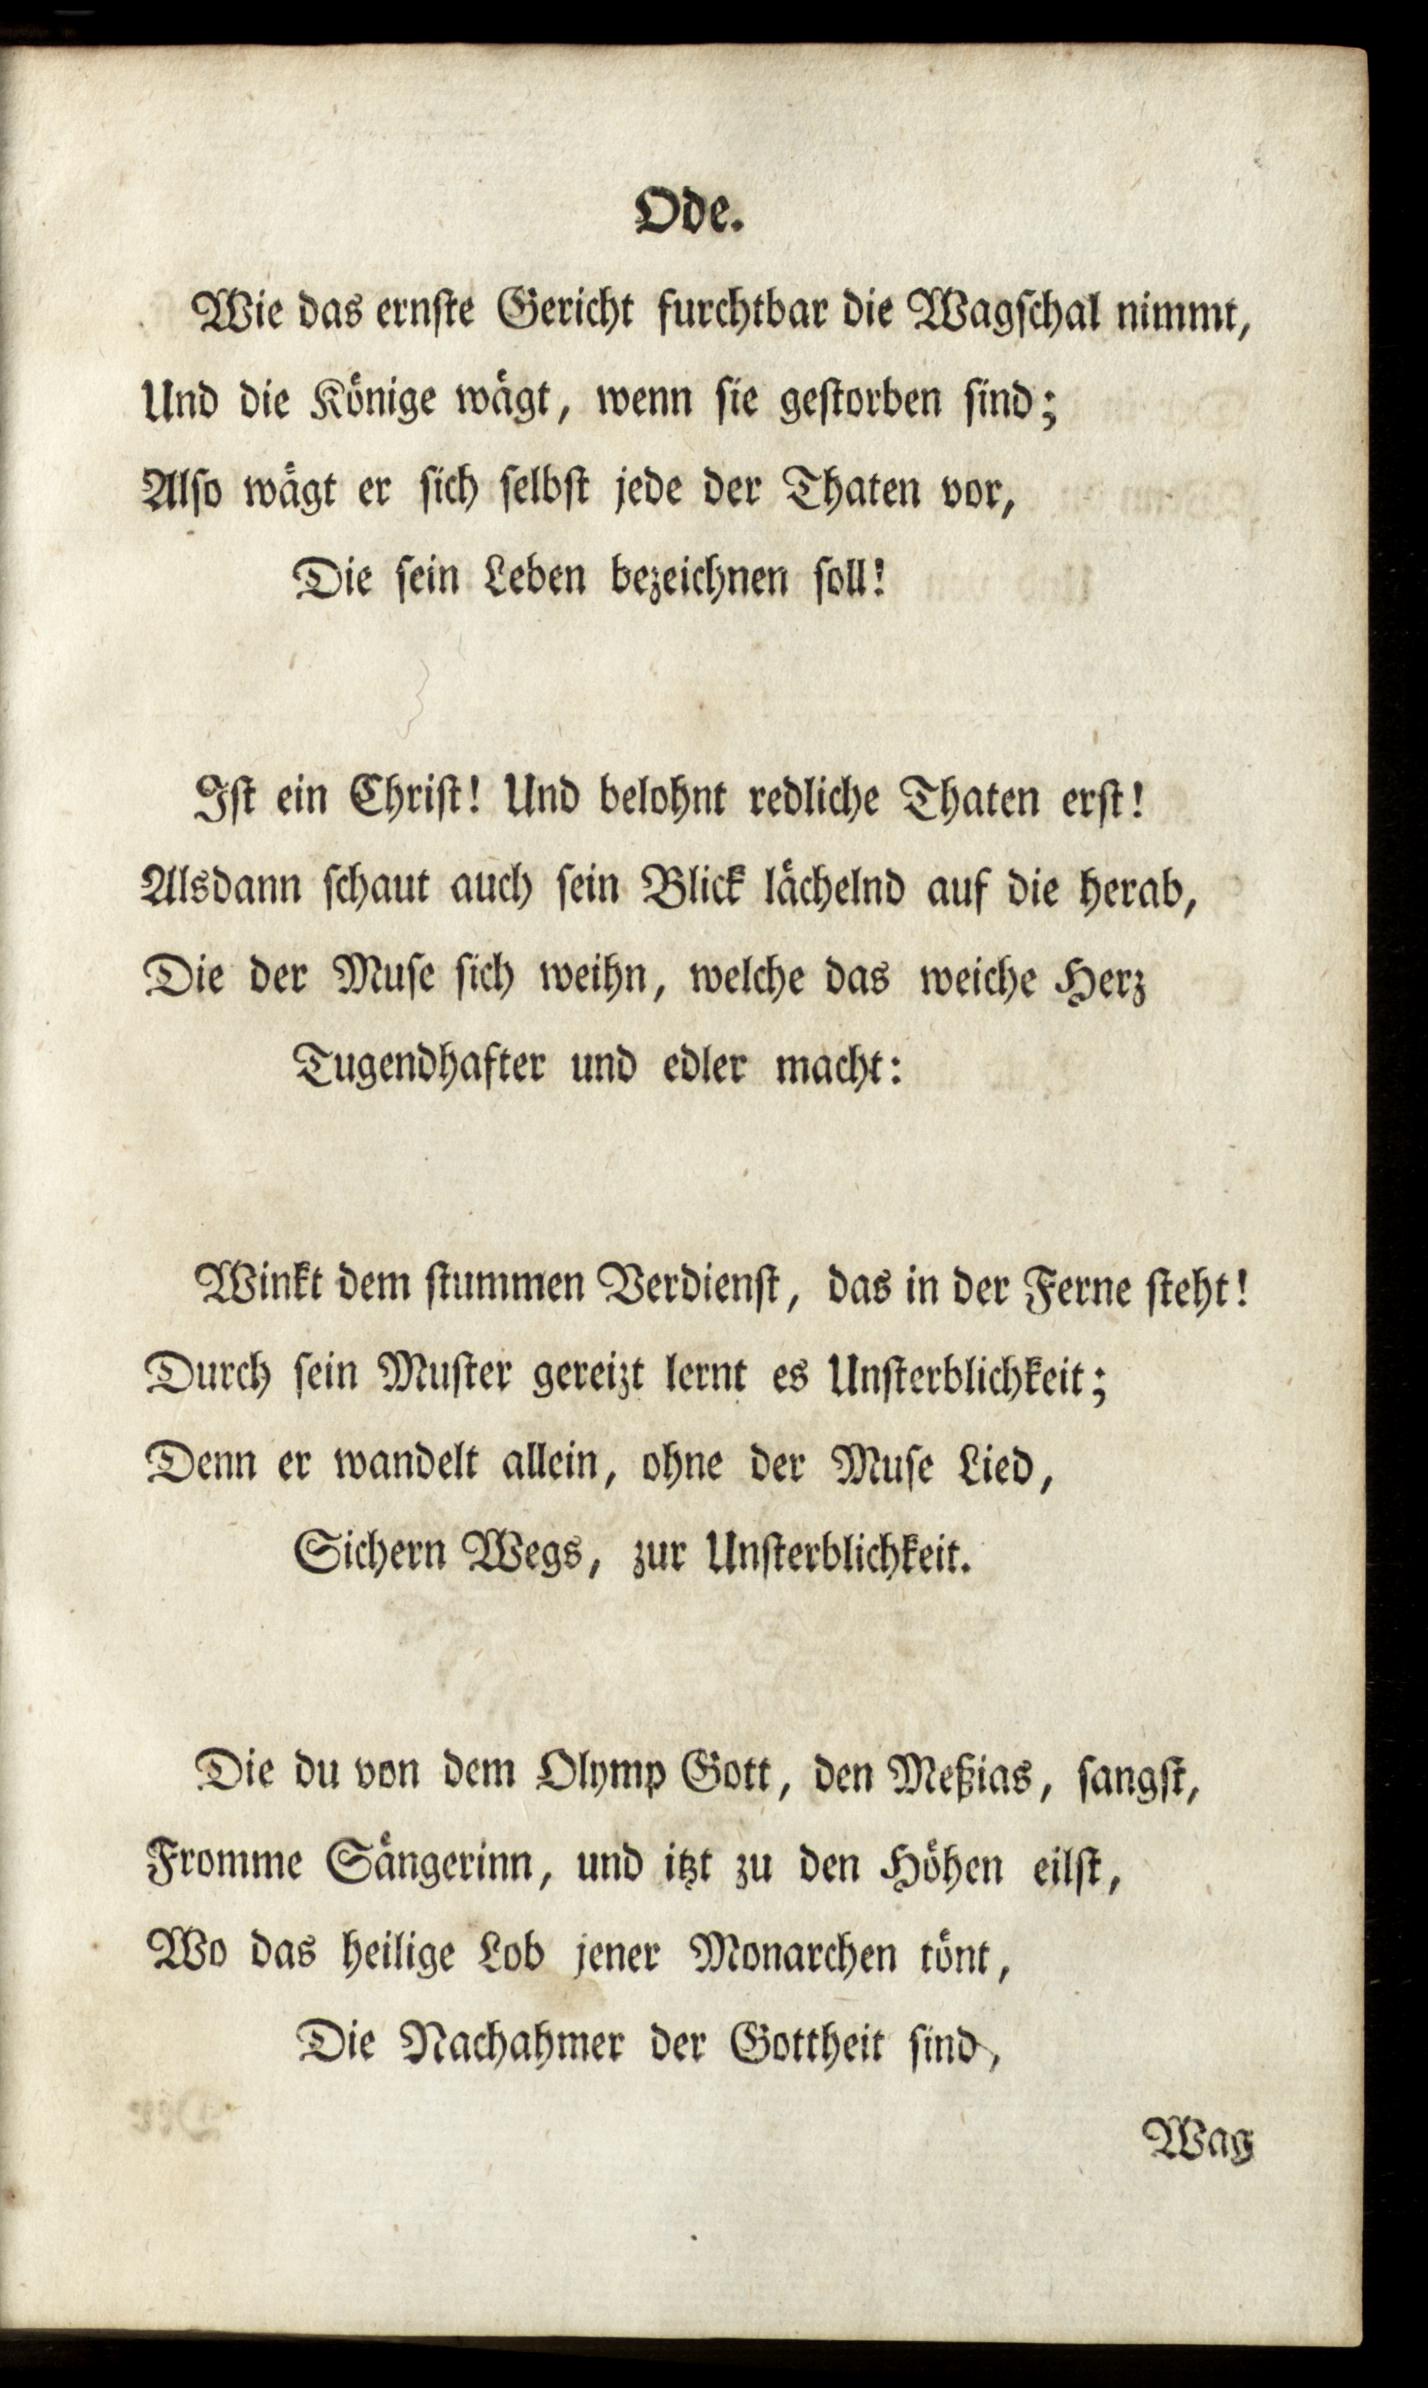 Ode.
Wie das ernſte Gericht furchtbar die Wagſchal nimmt,
Und die Könige wägt, wenn ſie geſtorben ſind;
Alſo wägt er ſich ſelbſt jede der Thaten vor,
Die ſein Leben bezeichnen ſoll!
Iſt ein Chriſt! Und belohnt redliche Thaten erſt!
Alsdann ſchaut auch ſein Blick lächelnd auf die herab,
Die der Muſe ſich weihn, welche das weiche Herz
Tugendhafter und edler macht:
Winkt dem ſtummen Verdienſt, das in der Ferne ſteht!
Durch ſein Muſter gereizt lernt es Unſterblichkeit;
Denn er wandelt allein, ohne der Muſe Lied,
Sichern Wegs, zur Unſterblichkeit.
Die du von dem Olymp Gott, den Meßias, ſangſt,
Fromme Sängerinn, und itzt zu den Höhen eilſt,
Wo das heilige Lob jener Monarchen tönt,
Die Nachahmer der Gottheit ſind,
Wag